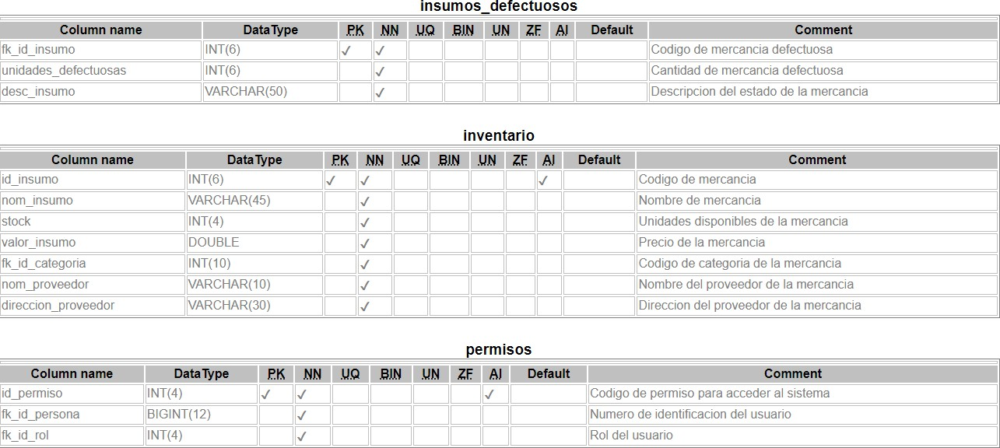 insumos_defectuosos
Column name DataType PK NN UQ BIN UN ZF AI Default Comment
fk_id_insumo INT(6) ✓ ✓ Codigo de mercancia defectuosa
unidades_defectuosas INT(6) ✓ Cantidad de mercancia defectuosa
desc_insumo VARCHAR(50) ✓ Descripcion del estado de la mercancia
inventario
Column name DataType PK NN UQ BIN UN ZF AI Default Comment
id_insumo INT(6) ✓ ✓ ✓ Codigo de mercancia
nom_insumo VARCHAR(45) ✓ Nombre de mercancia
stock INT(4) ✓ Unidades disponibles de la mercancia
valor_insumo DOUBLE ✓ Precio de la mercancia
fk_id_categoria INT(10) ✓ Codigo de categoria de la mercancia
nom_proveedor VARCHAR(10) ✓ Nombre del proveedor de la mercancia
direccion_proveedor VARCHAR(30) ✓ Direccion del proveedor de la mercancia
permisos
Column name DataType PK NN UQ BIN UN ZF AI Default Comment
id_permiso INT(4) ✓ ✓ ✓ Codigo de permiso para acceder al sistema
fk_id_persona BIGINT(12) ✓ Numero de identificacion del usuario
fk_id_rol INT(4) ✓ Rol del usuario